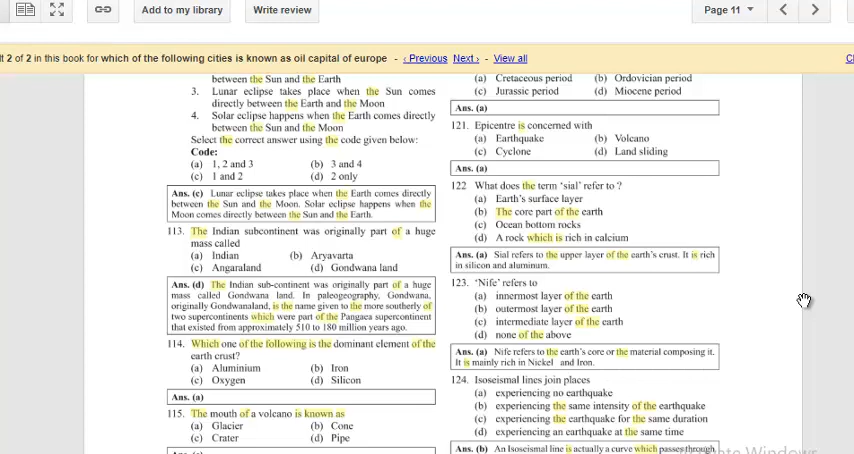 Add to my library
Write review
Page 11
lt 2 of 2 in this book for which of the following cities is known as oil capital of europe - ‹ Previous Next › - View all
between the Sun and the Earth
3. Lunar eclipse takes place when the Sun comes
directly between the Earth and the Moon
4. Solar eclipse happens when the Earth comes directly
between the Sun and the Moon
Select the correct answer using the code given below:
Code:
(a) 1, 2 and 3 (b) 3 and 4
(c) 1 and 2 (d) 2 only
Ans. (c) Lunar eclipse takes place when the Earth comes directly
between the Sun and the Moon. Solar eclipse happens when the
Moon comes directly between the Sun and the Earth.
113. The Indian subcontinent was originally part of a huge
mass called
(a) Indian (b) Aryavarta
(c) Angaraland (d) Gondwana land
Ans. (d) The Indian sub-continent was originally part of a huge
mass called Gondwana land. In paleogeography, Gondwana,
originally Gondwanaland, is the name given to the more southerly of
two supercontinents which were part of the Pangaea supercontinent
that existed from approximately 510 to 180 million years ago.
114. Which one of the following is the dominant element of the
earth crust?
(a) Aluminium (b) Iron
(c) Oxygen (d) Silicon
Ans. (a)
115. The mouth of a volcano is known as
(a) Glacier (b) Cone
(c) Crater (d) Pipe
(a) Cretaceous period (b) Ordovician period
(c) Jurassic period (d) Miocene period
Ans. (a)
121. Epicentre is concerned with
(a) Earthquake (b) Volcano
(c) Cyclone (d) Land sliding
Ans. (a)
122 What does the term ‘sial’ refer to ?
(a) Earth's surface layer
(b) The core part of the earth
(c) Ocean bottom rocks
(d) A rock which is rich in calcium
Ans. (a) Sial refers to the upper layer of the earth's crust. It is rich
in silicon and aluminum.
123. ‘Nife’ refers to
(a) innermost layer of the earth
(b) outermost layer of the earth
(c) intermediate layer of the earth
(d) none of the above
Ans. (a) Nife refers to the earth's core or the material composing it.
It is mainly rich in Nickel and Iron.
124. Isoseismal lines join places
(a) experiencing no earthquake
(b) experiencing the same intensity of the earthquake
(c) experiencing the earthquake for the same duration
(d) experiencing an earthquake at the same time
Ans. (b) An Isoseismal line is actually a curve which passes through